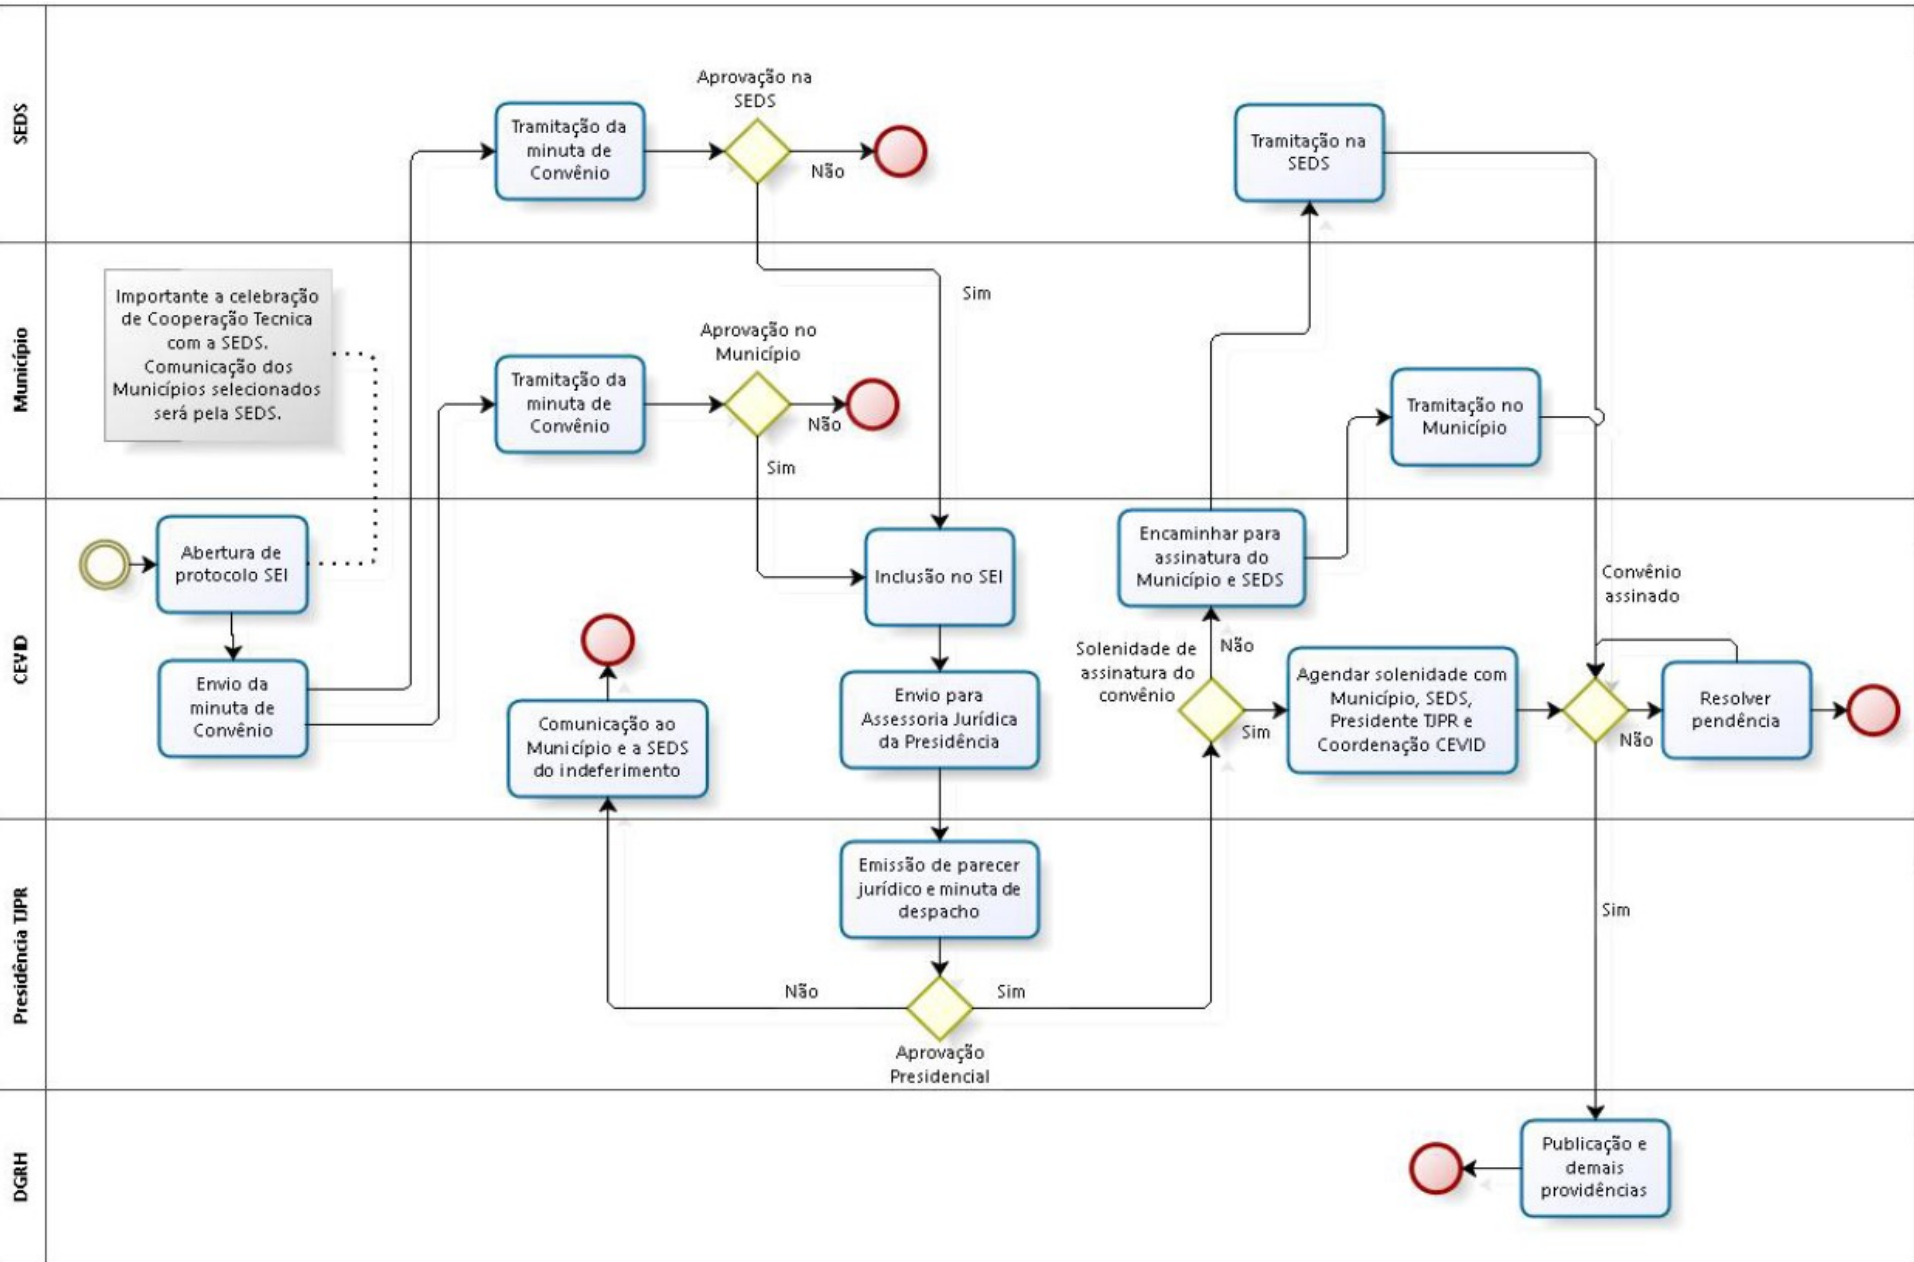 SEDS
Aprovação na
SEDS
Tramitação da
minuta de
Convênio
Não
Tramitação na
SEDS
Município
Importante a celebração
de Cooperação Tecnica
com a SEDS.
Comunicação dos
Municípios selecionados
será pela SEDS.
Sim
Aprovação no
Município
Tramitação da
minuta de
Convênio
Não
Sim
Tramitação no
Município
CEVID
Abertura de
protocolo SEI
Envio da
minuta de
Convênio
Comunicação ao
Município e a SEDS
do indeferimento
Inclusão no SEI
Envio para
Assessoria Jurídica
da Presidência
Encaminhar para
assinatura do
Município e SEDS
Solenidade de
assinatura do
convênio
Não
Sim
Agendar solenidade com
Município, SEDS,
Presidente TJPR e
Coordenação CEVID
Convênio
assinado
Não
Resolver
pendência
Presidência TJPR
Emissão de parecer
jurídico e minuta de
despacho
Não
Sim
Aprovação
Presidencial
Sim
DGRH
Publicação e
demais
providências